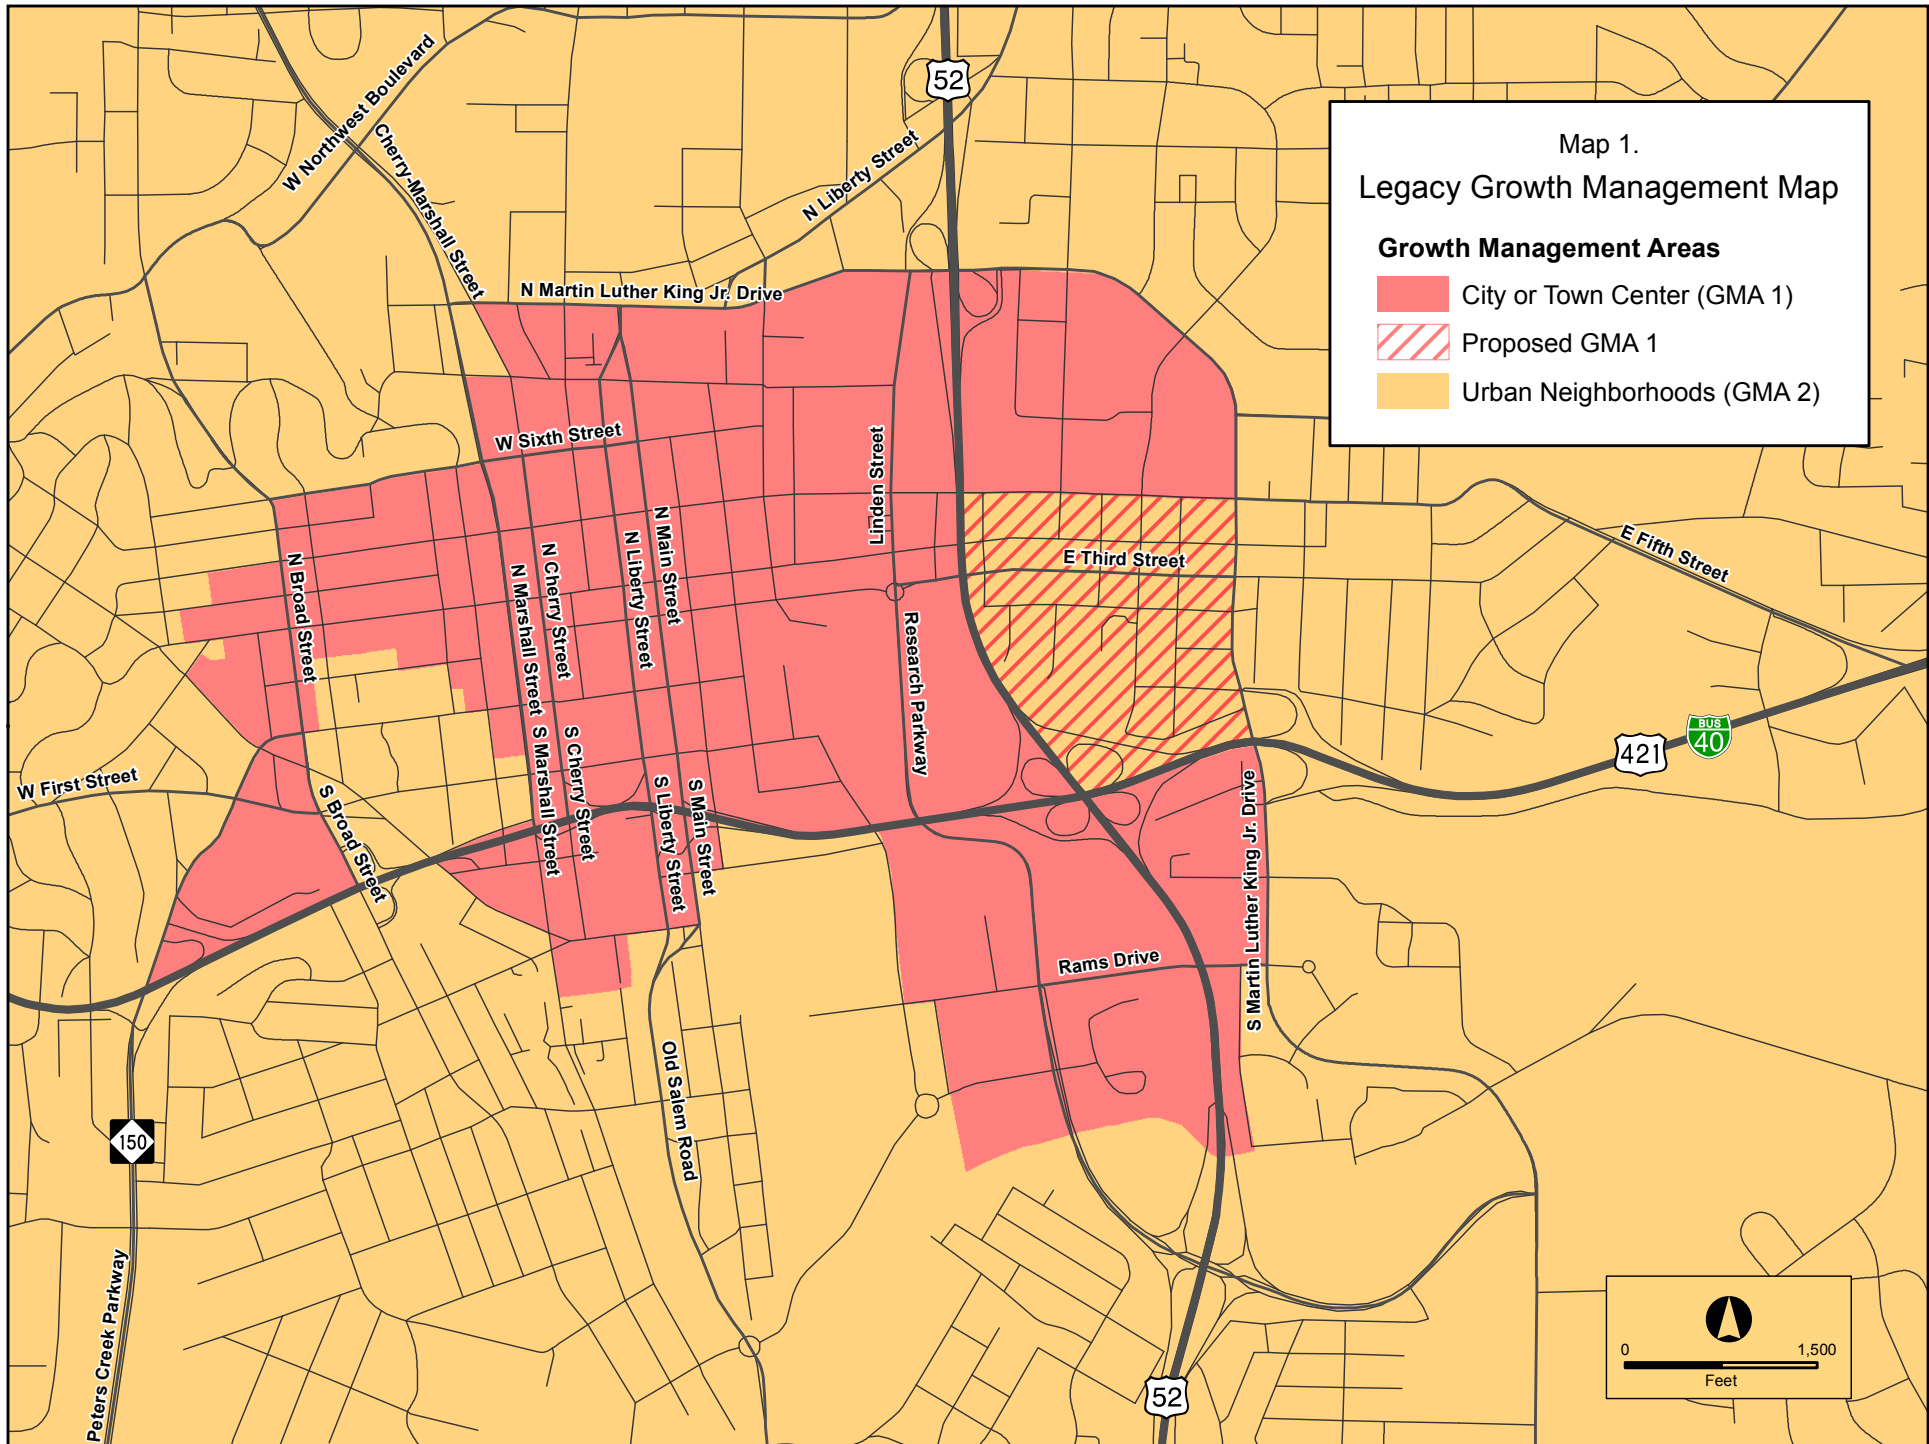 Map 1.
Legacy Growth Management Map
Growth Management Areas
City or Town Center (GMA 1)
Proposed GMA 1
Urban Neighborhoods (GMA 2)
52
W Northwest Boulevard
Cherry-Marshall Street
N Liberty Street
N Martin Luther King Jr. Drive
W Sixth Street
Linden Street
N Main Street
N Liberty Street
N Cherry Street
N Marshall Street
N Broad Street
E Third Street
E Fifth Street
Research Parkway
BUS
40
421
W First Street
S Broad Street
S Marshall Street
S Cherry Street
S Liberty Street
S Main Street
S Martin Luther King Jr. Drive
Rams Drive
Old Salem Road
150
Peters Creek Parkway
52
0 1,500
Feet